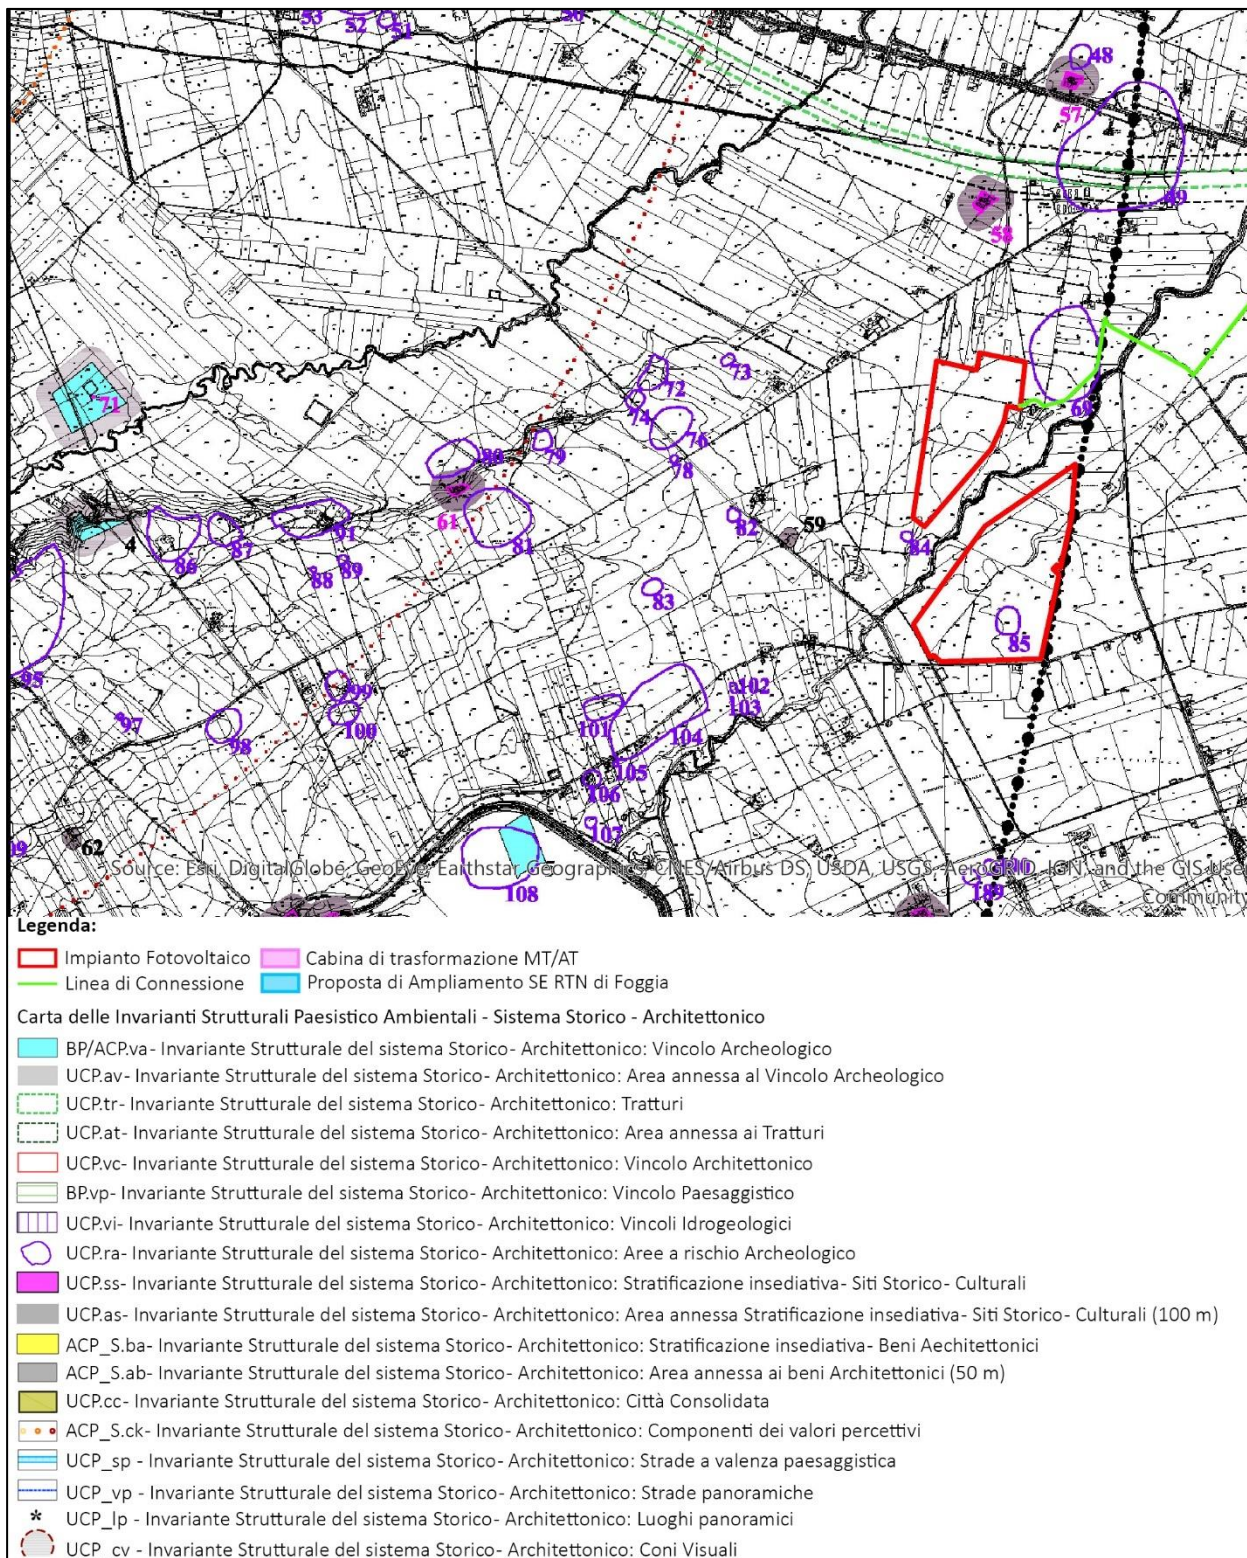 53
52
51
50
48
57
49
58
71
72
73
74
76
69
80
79
78
61
81
82
59
84
4
86
87
91
88
89
83
85
95
99
102
103
97
98
100
101
104
105
106
62
107
09
108
110
189
Source: Esri, DigitalGlobe, GeoEye, Earthstar Geographics, CNES/Airbus DS, USDA, USGS, AeroGRID, IGN, and the GIS User
Community
Legenda:
Impianto Fotovoltaico Cabina di trasformazione MT/AT
Linea di Connessione Proposta di Ampliamento SE RTN di Foggia
Carta delle Invarianti Strutturali Paesistico Ambientali - Sistema Storico - Architettonico
BP/ACP.va- Invariante Strutturale del sistema Storico- Architettonico: Vincolo Archeologico
UCP.av- Invariante Strutturale del sistema Storico- Architettonico: Area annessa al Vincolo Archeologico
UCP.tr- Invariante Strutturale del sistema Storico- Architettonico: Tratturi
UCP.at- Invariante Strutturale del sistema Storico- Architettonico: Area annessa ai Tratturi
UCP.vc- Invariante Strutturale del sistema Storico- Architettonico: Vincolo Architettonico
BP.vp- Invariante Strutturale del sistema Storico- Architettonico: Vincolo Paesaggistico
UCP.vi- Invariante Strutturale del sistema Storico- Architettonico: Vincoli Idrogeologici
UCP.ra- Invariante Strutturale del sistema Storico- Architettonico: Aree a rischio Archeologico
UCP.ss- Invariante Strutturale del sistema Storico- Architettonico: Stratificazione insediativa- Siti Storico- Culturali
UCP.as- Invariante Strutturale del sistema Storico- Architettonico: Area annessa Stratificazione insediativa- Siti Storico- Culturali (100 m)
ACP_S.ba- Invariante Strutturale del sistema Storico- Architettonico: Stratificazione insediativa- Beni Aechitettonici
ACP_S.ab- Invariante Strutturale del sistema Storico- Architettonico: Area annessa ai beni Architettonici (50 m)
UCP.cc- Invariante Strutturale del sistema Storico- Architettonico: Città Consolidata
ACP_S.ck- Invariante Strutturale del sistema Storico- Architettonico: Componenti dei valori percettivi
UCP_sp - Invariante Strutturale del sistema Storico- Architettonico: Strade a valenza paesaggistica
UCP_vp - Invariante Strutturale del sistema Storico- Architettonico: Strade panoramiche
UCP_lp - Invariante Strutturale del sistema Storico- Architettonico: Luoghi panoramici
UCP_cv - Invariante Strutturale del sistema Storico- Architettonico: Coni Visuali